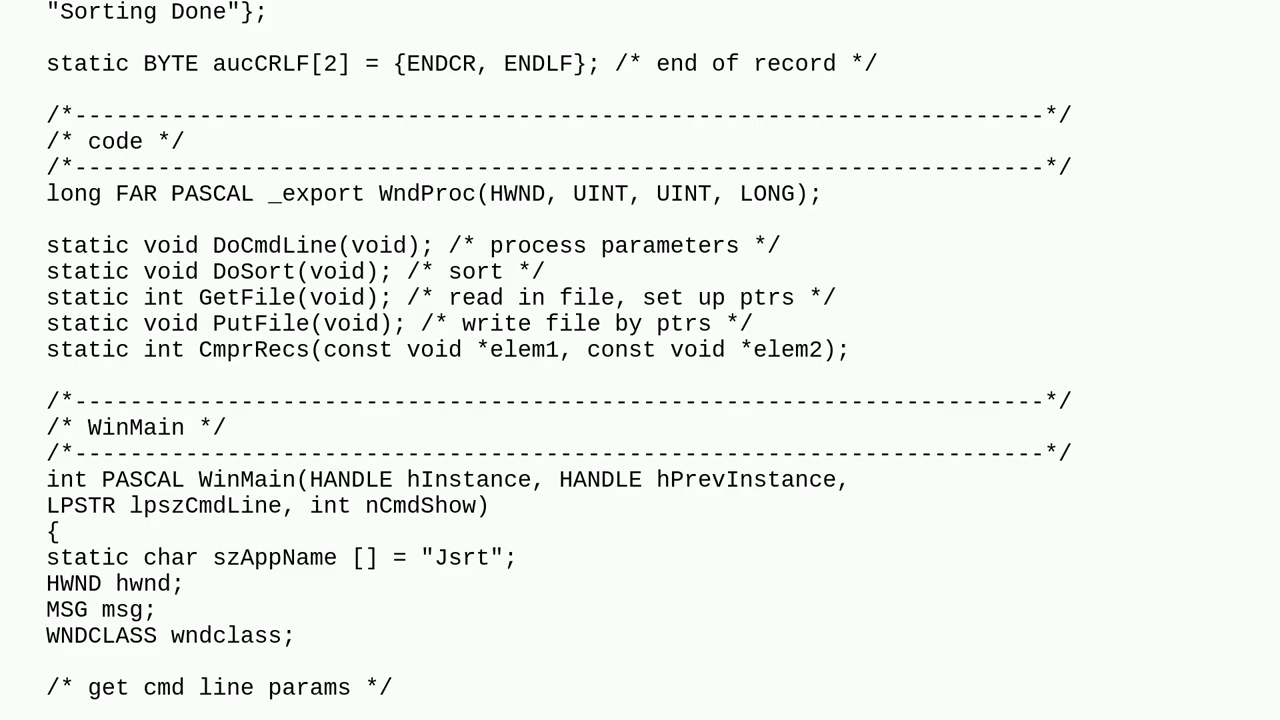 "Sorting Done"};
static BYTE aucCRLF[2] = {ENDCR, ENDLF}; /* end of record */
/*----------------------------------------------------------------------*/
/* code */
/*----------------------------------------------------------------------*/
long FAR PASCAL _export WndProc(HWND, UINT, UINT, LONG);
static void DoCmdLine(void); /* process parameters */
static void DoSort(void); /* sort */
static int GetFile(void); /* read in file, set up ptrs */
static void PutFile(void); /* write file by ptrs */
static int CmprRecs(const void *elem1, const void *elem2);
/*----------------------------------------------------------------------*/
/* WinMain */
/*----------------------------------------------------------------------*/
int PASCAL WinMain(HANDLE hInstance, HANDLE hPrevInstance,
LPSTR lpszCmdLine, int nCmdShow)
{
static char szAppName [] = "Jsrt";
HWND hwnd;
MSG msg;
WNDCLASS wndclass;
/* get cmd line params */